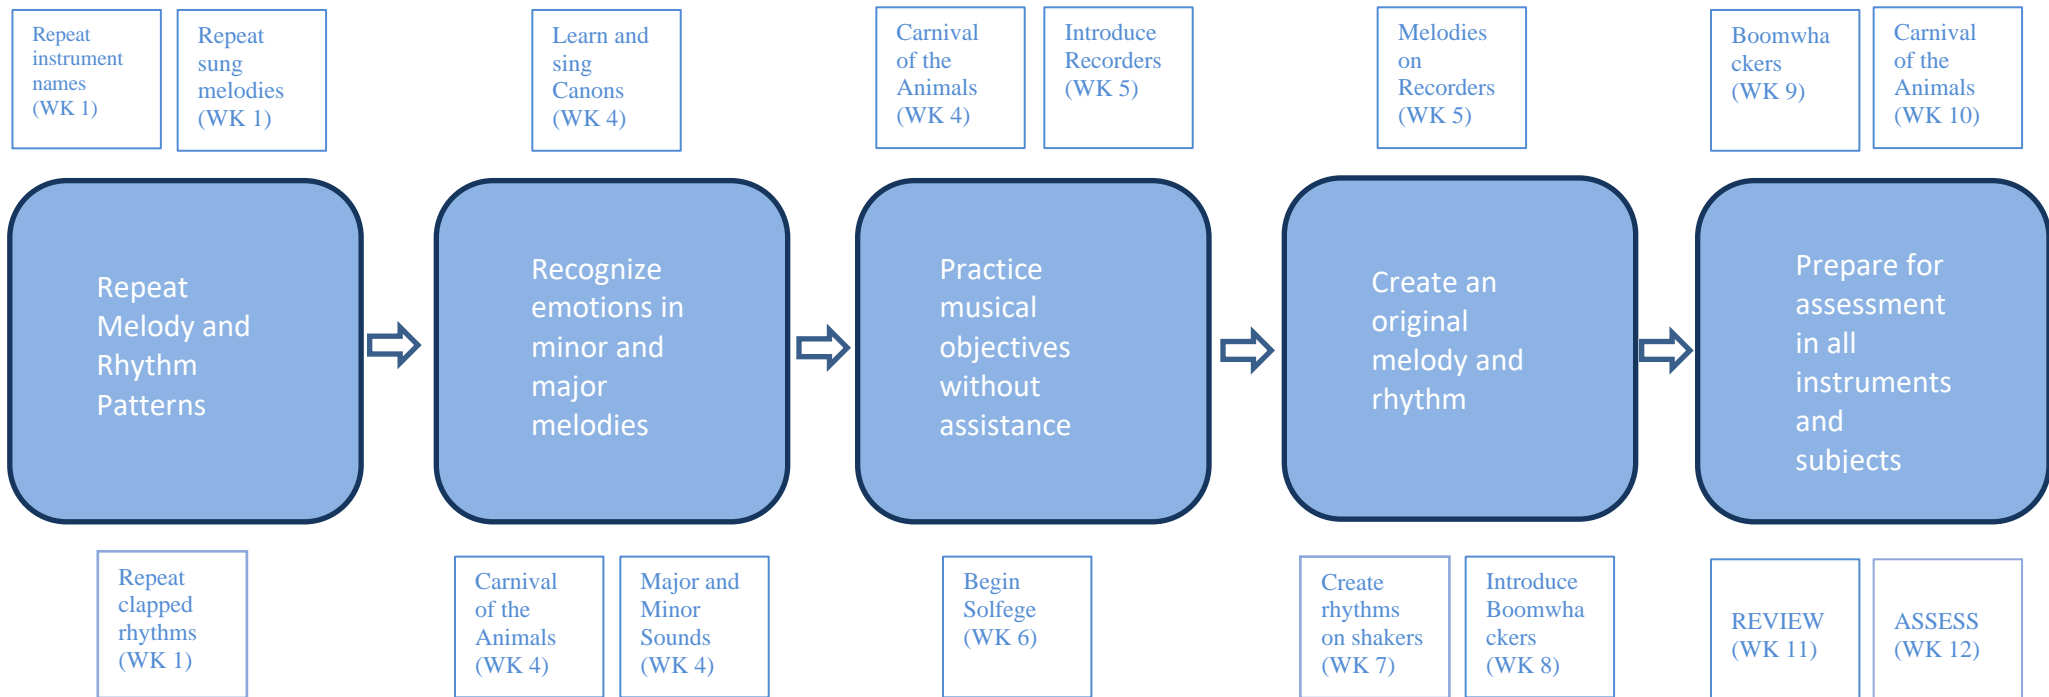 Repeat
instrument
names
(WK 1)
Repeat
sung
melodies
(WK 1)
Learn and
sing
Canons
(WK 4)
Carnival
of the
Animals
(WK 4)
Introduce
Recorders
(WK 5)
Melodies
on
Recorders
(WK 5)
Boomwha
ckers
(WK 9)
Carnival
of the
Animals
(WK 10)
Repeat
Melody and
Rhythm
Patterns
Recognize
emotions in
minor and
major
melodies
Practice
musical
objectives
without
assistance
Create an
original
melody and
rhythm
Prepare for
assessment
in all
instruments
and
subjects
Repeat
clapped
rhythms
(WK 1)
Carnival
of the
Animals
(WK 4)
Major and
Minor
Sounds
(WK 4)
Begin
Solfege
(WK 6)
Create
rhythms
on shakers
(WK 7)
Introduce
Boomwha
ckers
(WK 8)
REVIEW
(WK 11)
ASSESS
(WK 12)